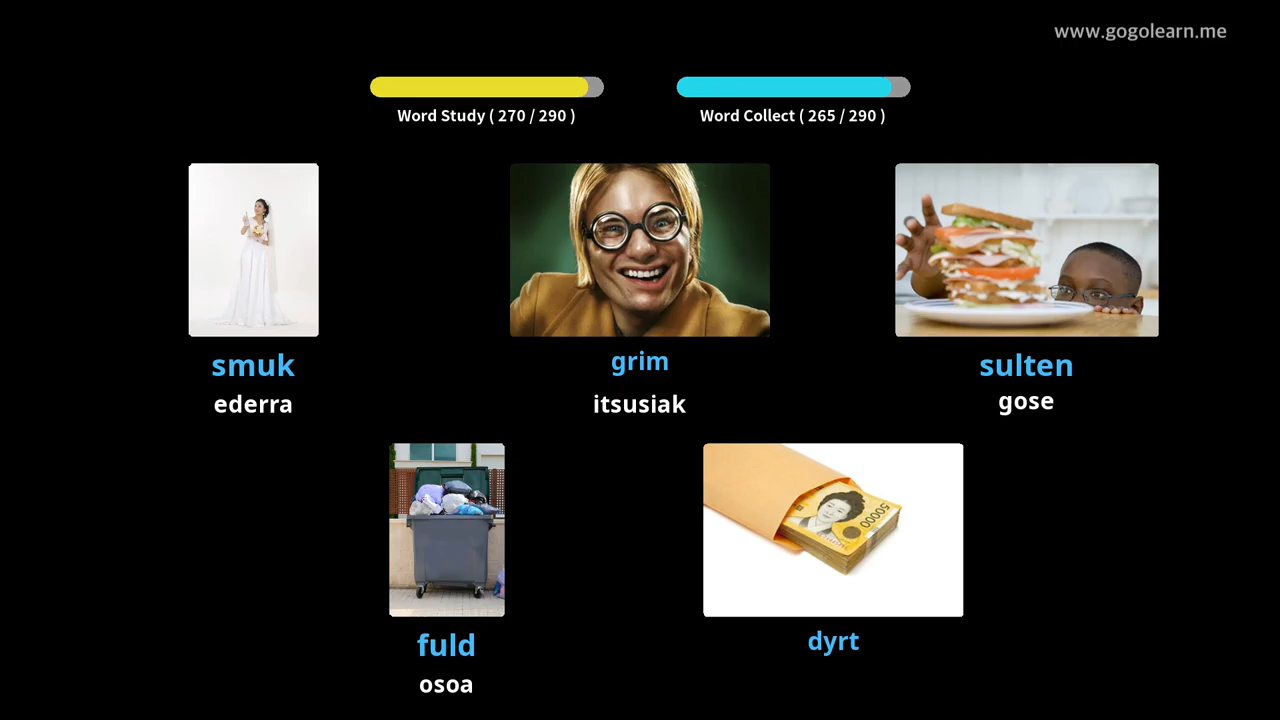 www.gogolearn.me
Word Study ( 270 / 290 )
Word Collect ( 265 / 290 )
smuk
ederra
grim
itsusiak
sulten
gose
fuld
osoa
50000
dyrt